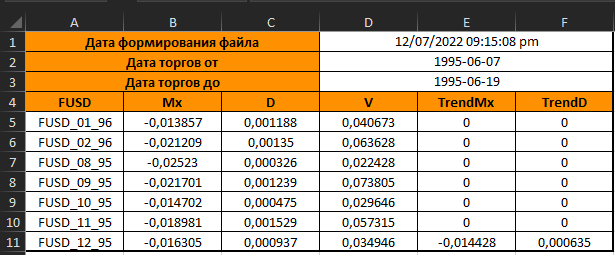 A B C D E F
1 Дата формирования файла 12/07/2022 09:15:08 pm
2 Дата торгов от 1995-06-07
3 Дата торгов до 1995-06-19
4 FUSD Mx D V TrendMx TrendD
5 FUSD_01_96 -0,013857 0,001188 0,040673 0 0
6 FUSD_02_96 -0,021209 0,00135 0,063628 0 0
7 FUSD_08_95 -0,02523 0,000326 0,022428 0 0
8 FUSD_09_95 -0,021701 0,001239 0,073805 0 0
9 FUSD_10_95 -0,014702 0,000475 0,029646 0 0
10 FUSD_11_95 -0,018981 0,001529 0,057315 0 0
11 FUSD_12_95 -0,016305 0,000937 0,034946 -0,014428 0,000635